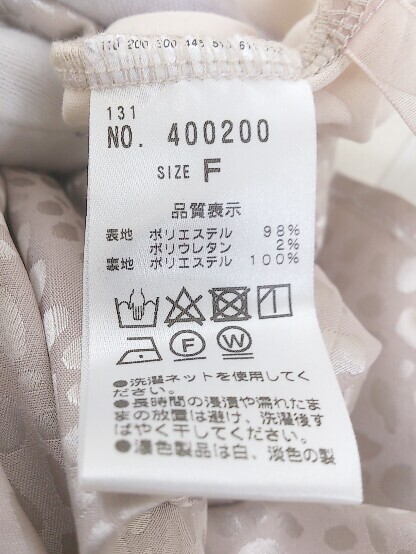 131
NO. 400200
SIZE F
品質表示
表地 ポリエステル 98%
ポリウレタン 2%
裏地 ポリエステル 100%
F W
●洗濯ネットを使用してく
ださい。
●長時間の浸漬や濡れたま
まの放置は避け、洗濯後す
ばやく干してください。
●濃色製品は白、淡色の製